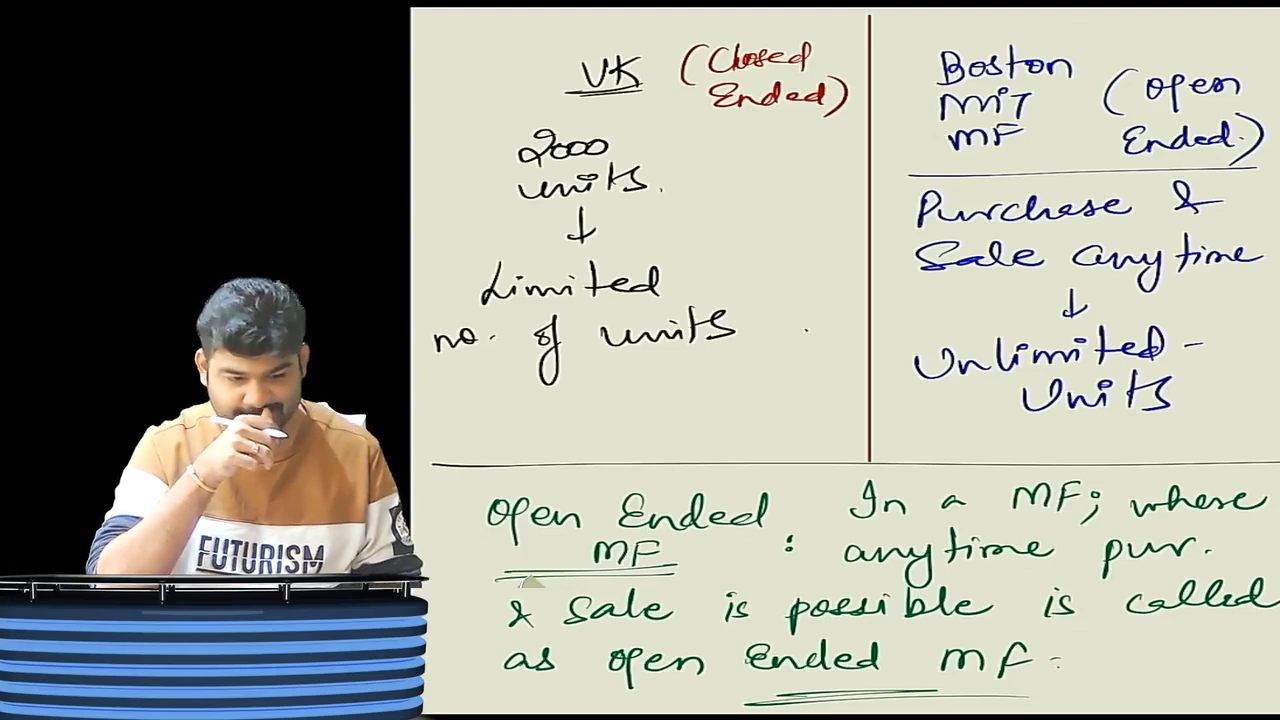 VK (Closed
Ended)
2000
units.
↓
Limited
no. of units
Boston
MIT (Open
MF Ended.)
Purchase &
Sale anytime
↓
Unlimited -
Units
Open Ended
MF : In a MF; where
anytime pur.
& Sale is possible is called
as open Ended MF.
FUTURISM